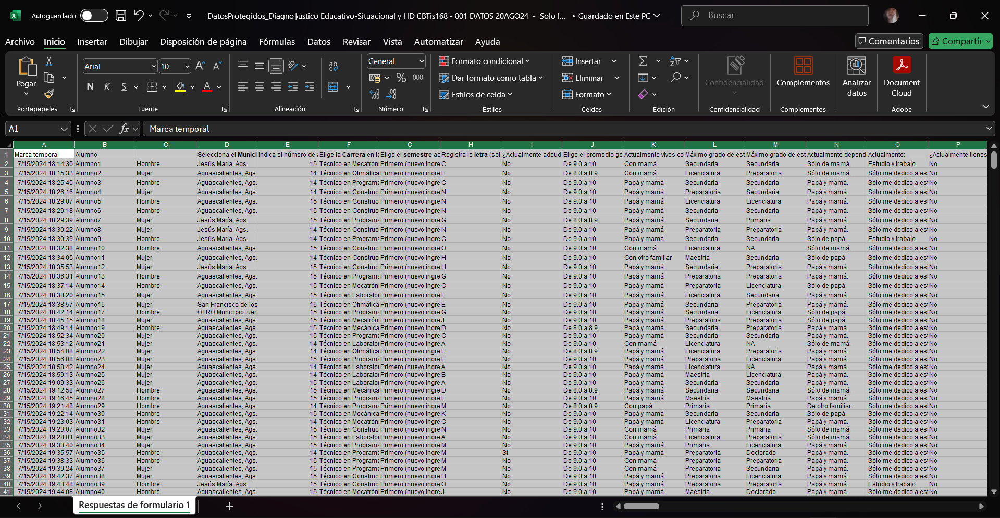 Autoguardado DatosProtegidos_Diagno╠üstico Educativo-Situacional y HD CBTis168 - 801 DATOS 20AGO24 - Solo l... • Guardado en Este PC Buscar
Archivo Inicio Insertar Dibujar Disposición de página Fórmulas Datos Revisar Vista Automatizar Ayuda Comentarios Compartir
Arial 10 General Formato condicional Insertar
Pegar N K S Dar formato como tabla Eliminar Confidencialidad Complementos Analizar datos Document Cloud
Estilos de celda Formato
Portapapeles Fuente Alineación Número Estilos Celdas Edición Confidencialidad Complementos Adobe
A1 fx Marca temporal
A B C D E F G H I J K L M N O P
1 Marca temporal Alumno Selecciona el Munici Indica el número de Elige la Carrera en la Elige el semestre ac Registra le letra (sol ¿Actualmente adeud Elige el promedio ge Actualmente vives co Máximo grado de est Máximo grado de est Actualmente depend Actualmente: ¿Actualmente tienes
2 7/15/2024 18:14:30 Alumno1 Hombre Jesús María, Ags. 15 Técnico en Mecatróni Primero (nuevo ingre C No De 9.0 a 10 Con mamá Secundaria Secundaria Sólo de mamá. Estudio y trabajo. No
3 7/15/2024 18:15:33 Alumno2 Mujer Aguascalientes, Ags. 14 Técnico en Ofimática Primero (nuevo ingre E No De 8.0 a 8.9 Con mamá Licenciatura Preparatoria Sólo de mamá. Sólo me dedico a es No
4 7/15/2024 18:25:40 Alumno3 Hombre Aguascalientes, Ags. 14 Técnico en Programa Primero (nuevo ingre G No De 9.0 a 10 Papá y mamá Secundaria Secundaria Papá y mamá. Sólo me dedico a es No
5 7/15/2024 18:26:16 Alumno4 Mujer Aguascalientes, Ags. 14 Técnico en Construc Primero (nuevo ingre N No De 9.0 a 10 Papá y mamá Preparatoria Secundaria Papá y mamá. Sólo me dedico a es No
6 7/15/2024 18:29:07 Alumno5 Hombre Aguascalientes, Ags. 15 Técnico en Construc Primero (nuevo ingre N No De 9.0 a 10 Papá y mamá Licenciatura Licenciatura Papá y mamá. Sólo me dedico a es No
7 7/15/2024 18:29:18 Alumno6 Hombre Aguascalientes, Ags. 15 Técnico en Construc Primero (nuevo ingre N No De 9.0 a 10 Papá y mamá Secundaria Secundaria Papá y mamá. Sólo me dedico a es No
8 7/15/2024 18:29:39 Alumno7 Mujer Jesús María, Ags. 15 Técnico en Programa Primero (nuevo ingre G No De 8.0 a 8.9 Papá y mamá Secundaria Primaria Papá y mamá. Sólo me dedico a es No
9 7/15/2024 18:30:22 Alumno8 Mujer Jesús María, Ags. 14 Técnico en Construc Primero (nuevo ingre N No De 9.0 a 10 Papá y mamá Preparatoria Preparatoria Papá y mamá. Sólo me dedico a es No
10 7/15/2024 18:30:39 Alumno9 Hombre Jesús María, Ags. 14 Técnico en Programa Primero (nuevo ingre G No De 9.0 a 10 Papá y mamá Secundaria Secundaria Sólo de papá. Estudio y trabajo. No
11 7/15/2024 18:32:38 Alumno10 Hombre Aguascalientes, Ags. 15 Técnico en Construc Primero (nuevo ingre O No De 9.0 a 10 Con mamá Licenciatura NA Sólo de mamá. Sólo me dedico a es No
12 7/15/2024 18:34:05 Alumno11 Mujer Aguascalientes, Ags. 14 Técnico en Construc Primero (nuevo ingre H No De 9.0 a 10 Con otro familiar Maestría Secundaria Sólo de papá. Sólo me dedico a es No
13 7/15/2024 18:35:53 Alumno12 Mujer Jesús María, Ags. 15 Técnico en Construc Primero (nuevo ingre H No De 9.0 a 10 Papá y mamá Secundaria Preparatoria Papá y mamá. Sólo me dedico a es No
14 7/15/2024 18:36:31 Alumno13 Hombre Aguascalientes, Ags. 15 Técnico en Programa Primero (nuevo ingre G No De 9.0 a 10 Papá y mamá Preparatoria Preparatoria Papá y mamá. Sólo me dedico a es No
15 7/15/2024 18:37:14 Alumno14 Hombre Aguascalientes, Ags. 15 Técnico en Mecatróni Primero (nuevo ingre C No De 9.0 a 10 Papá y mamá Preparatoria Licenciatura Sólo de papá. Sólo me dedico a es No
16 7/15/2024 18:38:20 Alumno15 Mujer Aguascalientes, Ags. 15 Técnico en Laborator Primero (nuevo ingre I No De 9.0 a 10 Papá y mamá Licenciatura Secundaria Papá y mamá. Sólo me dedico a es No
17 7/15/2024 18:38:57 Alumno16 Mujer San Francisco de los 16 Técnico en Ofimática Primero (nuevo ingre E No De 9.0 a 10 Papá y mamá Secundaria Preparatoria Papá y mamá. Sólo me dedico a es No
18 7/15/2024 18:42:14 Alumno17 Hombre OTRO Municipio fuer 15 Técnico en Programa Primero (nuevo ingre G No De 9.0 a 10 Papá y mamá Secundaria Licenciatura Sólo de papá. Sólo me dedico a es No
19 7/15/2024 18:45:15 Alumno18 Mujer Aguascalientes, Ags. 15 Técnico en Mecatróni Primero (nuevo ingre J No De 9.0 a 10 Papá y mamá Preparatoria Preparatoria Sólo de papá. Sólo me dedico a es No
20 7/15/2024 18:49:14 Alumno19 Hombre Aguascalientes, Ags. 15 Técnico en Mecánica Primero (nuevo ingre D No De 8.0 a 8.9 Papá y mamá Secundaria Preparatoria Papá y mamá. Sólo me dedico a es No
21 7/15/2024 18:52:34 Alumno20 Mujer Aguascalientes, Ags. 15 Técnico en Programa Primero (nuevo ingre G No De 9.0 a 10 Papá y mamá Secundaria Secundaria Papá y mamá. Sólo me dedico a es No
22 7/15/2024 18:53:12 Alumno21 Mujer Aguascalientes, Ags. 14 Técnico en Laborator Primero (nuevo ingre A No De 9.0 a 10 Con mamá Licenciatura NA Sólo de mamá. Sólo me dedico a es No
23 7/15/2024 18:54:08 Alumno22 Mujer Aguascalientes, Ags. 14 Técnico en Ofimática Primero (nuevo ingre E No De 8.0 a 8.9 Papá y mamá Licenciatura Preparatoria Papá y mamá. Sólo me dedico a es No
24 7/15/2024 18:56:08 Alumno23 Mujer Aguascalientes, Ags. 15 Técnico en Programa Primero (nuevo ingre F No De 9.0 a 10 Papá y mamá Preparatoria Licenciatura Papá y mamá. Sólo me dedico a es No
25 7/15/2024 18:58:42 Alumno24 Mujer Aguascalientes, Ags. 14 Técnico en Laborator Primero (nuevo ingre A No De 9.0 a 10 Papá y mamá Licenciatura NA Papá y mamá. Sólo me dedico a es No
26 7/15/2024 18:59:13 Alumno25 Mujer Aguascalientes, Ags. 14 Técnico en Laborator Primero (nuevo ingre B No De 9.0 a 10 Papá y mamá Maestría Licenciatura Papá y mamá. Sólo me dedico a es No
27 7/15/2024 19:09:33 Alumno26 Mujer Aguascalientes, Ags. 15 Técnico en Laborator Primero (nuevo ingre A No De 9.0 a 10 Papá y mamá Secundaria Secundaria Papá y mamá. Sólo me dedico a es No
28 7/15/2024 19:12:58 Alumno27 Hombre Aguascalientes, Ags. 15 Técnico en Mecánica Primero (nuevo ingre D No De 8.0 a 8.9 Papá y mamá Secundaria Secundaria Sólo de mamá. Sólo me dedico a es No
29 7/15/2024 19:16:45 Alumno28 Hombre Aguascalientes, Ags. 15 Técnico en Programa Primero (nuevo ingre F No De 9.0 a 10 Papá y mamá Maestría Maestría Papá y mamá. Sólo me dedico a es No
30 7/15/2024 19:21:48 Alumno29 Hombre Aguascalientes, Ags. 14 Técnico en Programa Primero (nuevo ingre M No De 8.0 a 8.9 Con papá Primaria Primaria De otro familiar. Sólo me dedico a es No
31 7/15/2024 19:22:14 Alumno30 Hombre Aguascalientes, Ags. 15 Técnico en Mecánica Primero (nuevo ingre K No De 9.0 a 10 Papá y mamá Secundaria Secundaria Sólo de papá. Sólo me dedico a es No
32 7/15/2024 19:23:03 Alumno31 Hombre Aguascalientes, Ags. 14 Técnico en Mecatróni Primero (nuevo ingre C No De 9.0 a 10 Papá y mamá Licenciatura Preparatoria Papá y mamá. Sólo me dedico a es No
33 7/15/2024 19:23:07 Alumno32 Mujer Aguascalientes, Ags. 15 Técnico en Construc Primero (nuevo ingre N No De 9.0 a 10 Con mamá Primaria Primaria Sólo de mamá. Sólo me dedico a es No
34 7/15/2024 19:28:01 Alumno33 Mujer Aguascalientes, Ags. 15 Técnico en Laborator Primero (nuevo ingre A No De 9.0 a 10 Con mamá Licenciatura Preparatoria Sólo de mamá. Sólo me dedico a es No
35 7/15/2024 19:33:40 Alumno34 Mujer Aguascalientes, Ags. 15 Técnico en Programa Primero (nuevo ingre M No De 9.0 a 10 Papá y mamá Primaria Licenciatura Papá y mamá. Sólo me dedico a es No
36 7/15/2024 19:35:57 Alumno35 Hombre Aguascalientes, Ags. 14 Técnico en Programa Primero (nuevo ingre M Sí De 9.0 a 10 Papá y mamá Preparatoria Doctorado Papá y mamá. Sólo me dedico a es No
37 7/15/2024 19:38:33 Alumno36 Hombre Aguascalientes, Ags. 15 Técnico en Programa Primero (nuevo ingre M No De 9.0 a 10 Con mamá Preparatoria Preparatoria Papá y mamá. Sólo me dedico a es No
38 7/15/2024 19:39:24 Alumno37 Mujer Aguascalientes, Ags. 15 Técnico en Programa Primero (nuevo ingre M No De 9.0 a 10 Con mamá Preparatoria Secundaria Papá y mamá. Sólo me dedico a es No
39 7/15/2024 19:42:37 Alumno38 Mujer Aguascalientes, Ags. 15 Técnico en Construc Primero (nuevo ingre H No De 9.0 a 10 Papá y mamá Preparatoria Licenciatura Papá y mamá. Sólo me dedico a es No
40 7/15/2024 19:43:48 Alumno39 Hombre Jesús María, Ags. 15 Técnico en Construc Primero (nuevo ingre O No De 9.0 a 10 Papá y mamá Preparatoria Preparatoria Papá y mamá. Estudio y trabajo. No
41 7/15/2024 19:44:08 Alumno40 Hombre Aguascalientes, Ags. 15 Técnico en Mecatróni Primero (nuevo ingre J No De 9.0 a 10 Papá y mamá Maestría Doctorado Papá y mamá. Sólo me dedico a es No
Respuestas de formulario 1